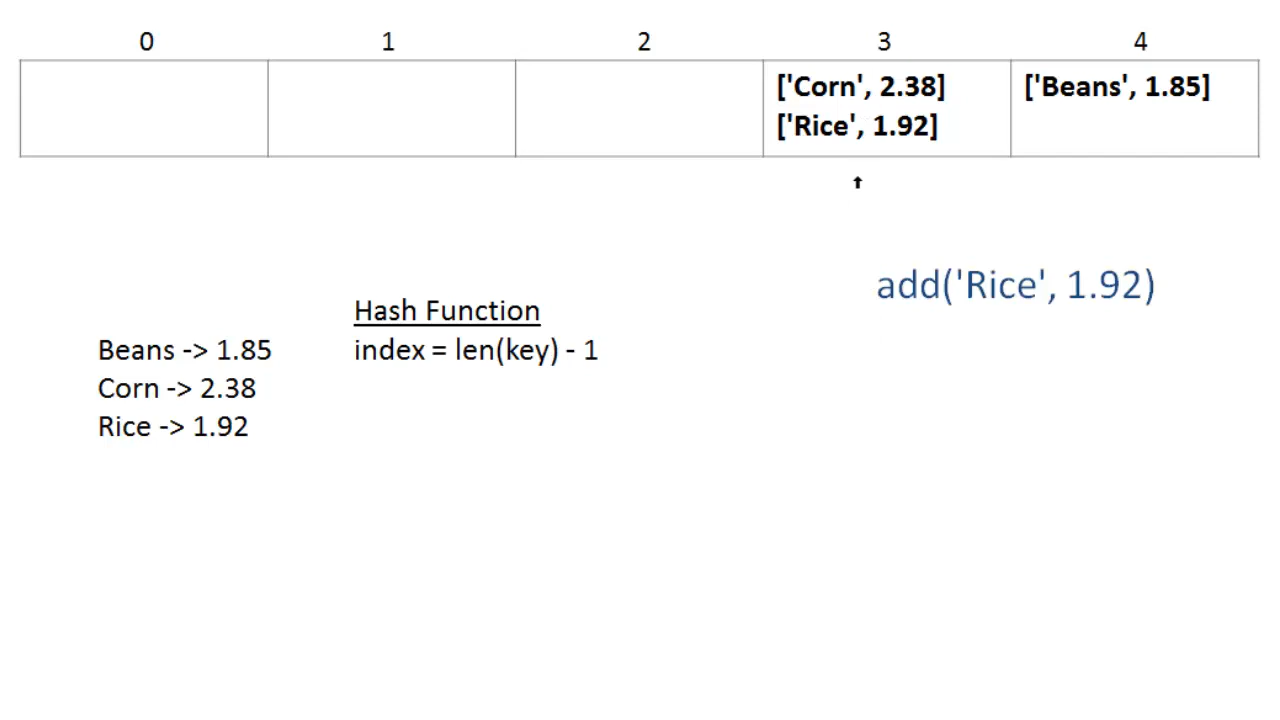 0 1 2 3 4
['Corn', 2.38] ['Beans', 1.85]
['Rice', 1.92]
add('Rice', 1.92)
Hash Function
Beans -> 1.85 index = len(key) - 1
Corn -> 2.38
Rice -> 1.92